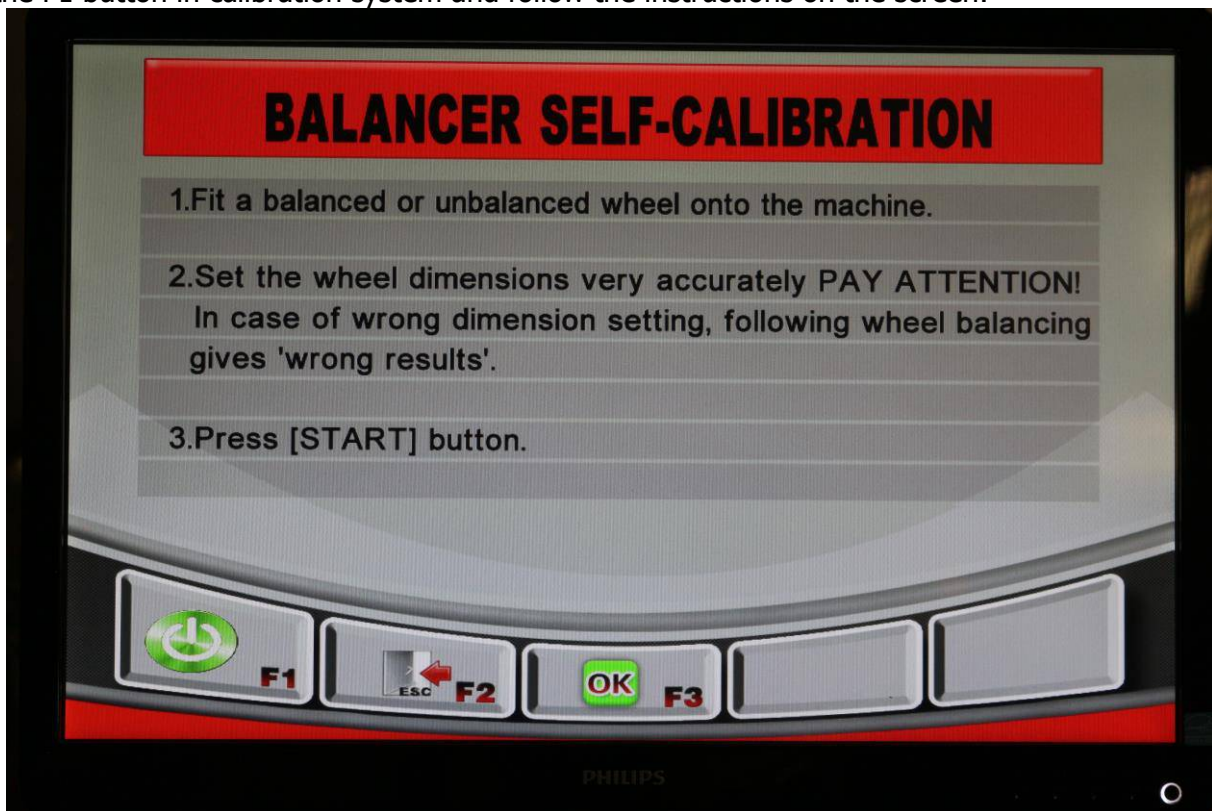 button in calibration system and follow the instructions on the screen.
BALANCER SELF-CALIBRATION
1.Fit a balanced or unbalanced wheel onto the machine.
2.Set the wheel dimensions very accurately PAY ATTENTION!
In case of wrong dimension setting, following wheel balancing
gives 'wrong results'.
3.Press [START] button.
F1
ESC F2
OK F3
PHILIPS